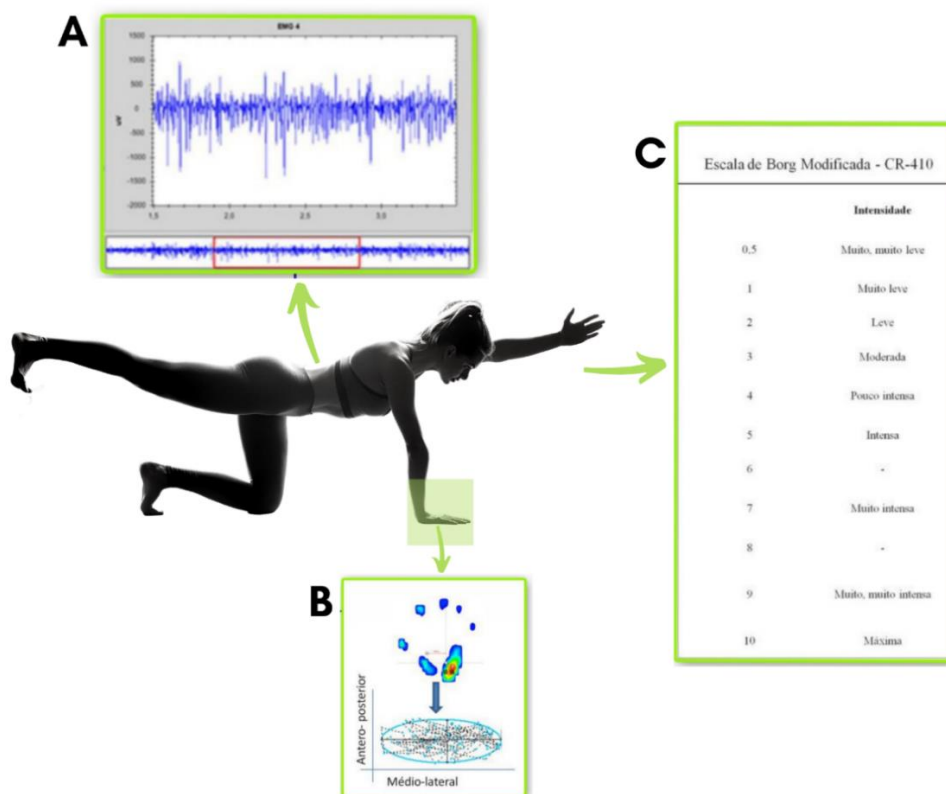 A
EMG 4
1500
1000
500
0
-500
-1000
-1500
-2000
uV
1,5
2,0
2,5
3,0
C
Escala de Borg Modificada - CR-410
Intensidade
0.5 Muito, muito leve
1 Muito leve
2 Leve
3 Moderada
4 Pouco intensa
5 Intensa
6 -
7 Muito intensa
8 -
9 Muito, muito intensa
10 Máxima
B
Antero- posterior
Médio-lateral